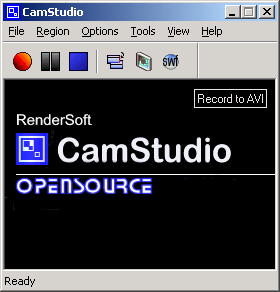 CamStudio
File Region Options Tools View Help
SWF
Record to AVI
RenderSoft
CamStudio
OPENSOURCE
Ready